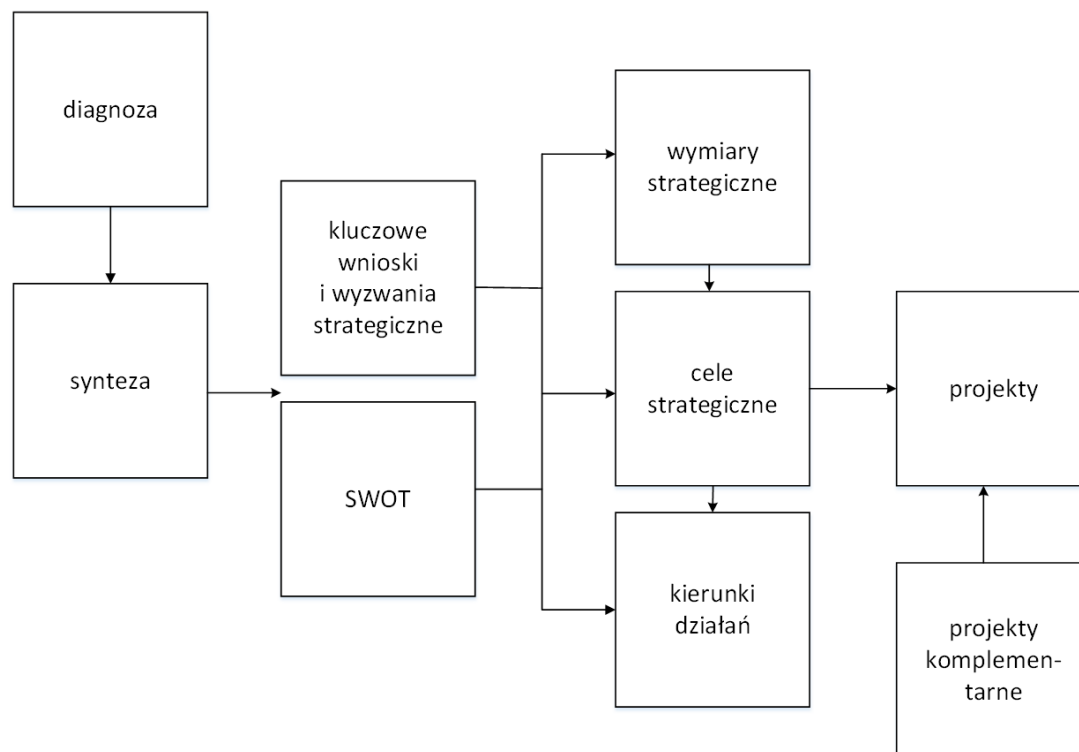 diagnoza
synteza
kluczowe
wnioski
i wyzwania
strategiczne
SWOT
wymiary
strategiczne
cele
strategiczne
kierunki
działań
projekty
projekty
komplemen-
tarne